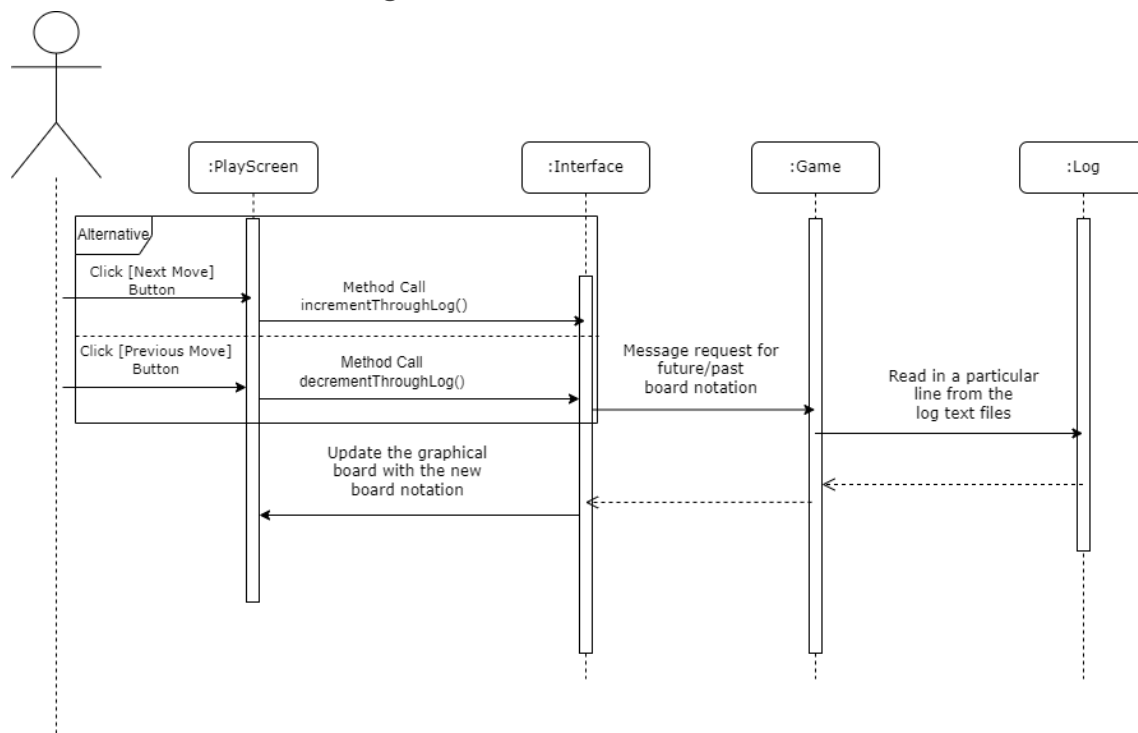 :PlayScreen
:Interface
:Game
:Log
Alternative
Click [Next Move]
Button
Method Call
incrementThroughLog()
Click [Previous Move]
Button
Method Call
decrementThroughLog()
Message request for
future/past
board notation
Read in a particular
line from the
log text files
Update the graphical
board with the new
board notation